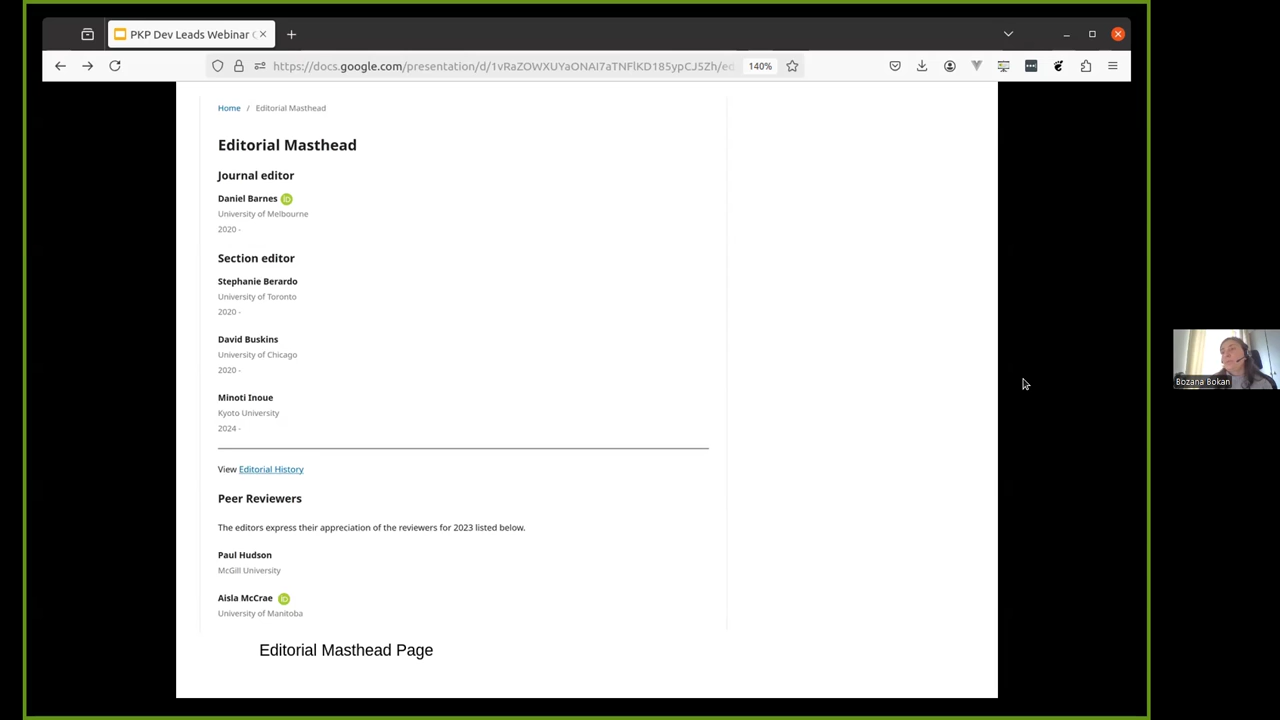 PKP Dev Leads Webinar
https://docs.google.com/presentation/d/1vRaZOWXUYaONAI7aTNFlKD185ypCJ5Zh/ed
140%
Home / Editorial Masthead
Editorial Masthead
Journal editor
Daniel Barnes iD
University of Melbourne
2020 -
Section editor
Stephanie Berardo
University of Toronto
2020 -
David Buskins
University of Chicago
2020 -
Minoti Inoue
Kyoto University
2024 -
View Editorial History
Peer Reviewers
The editors express their appreciation of the reviewers for 2023 listed below.
Paul Hudson
McGill University
Aisla McCrae iD
University of Manitoba
Editorial Masthead Page
Bozana Bokan